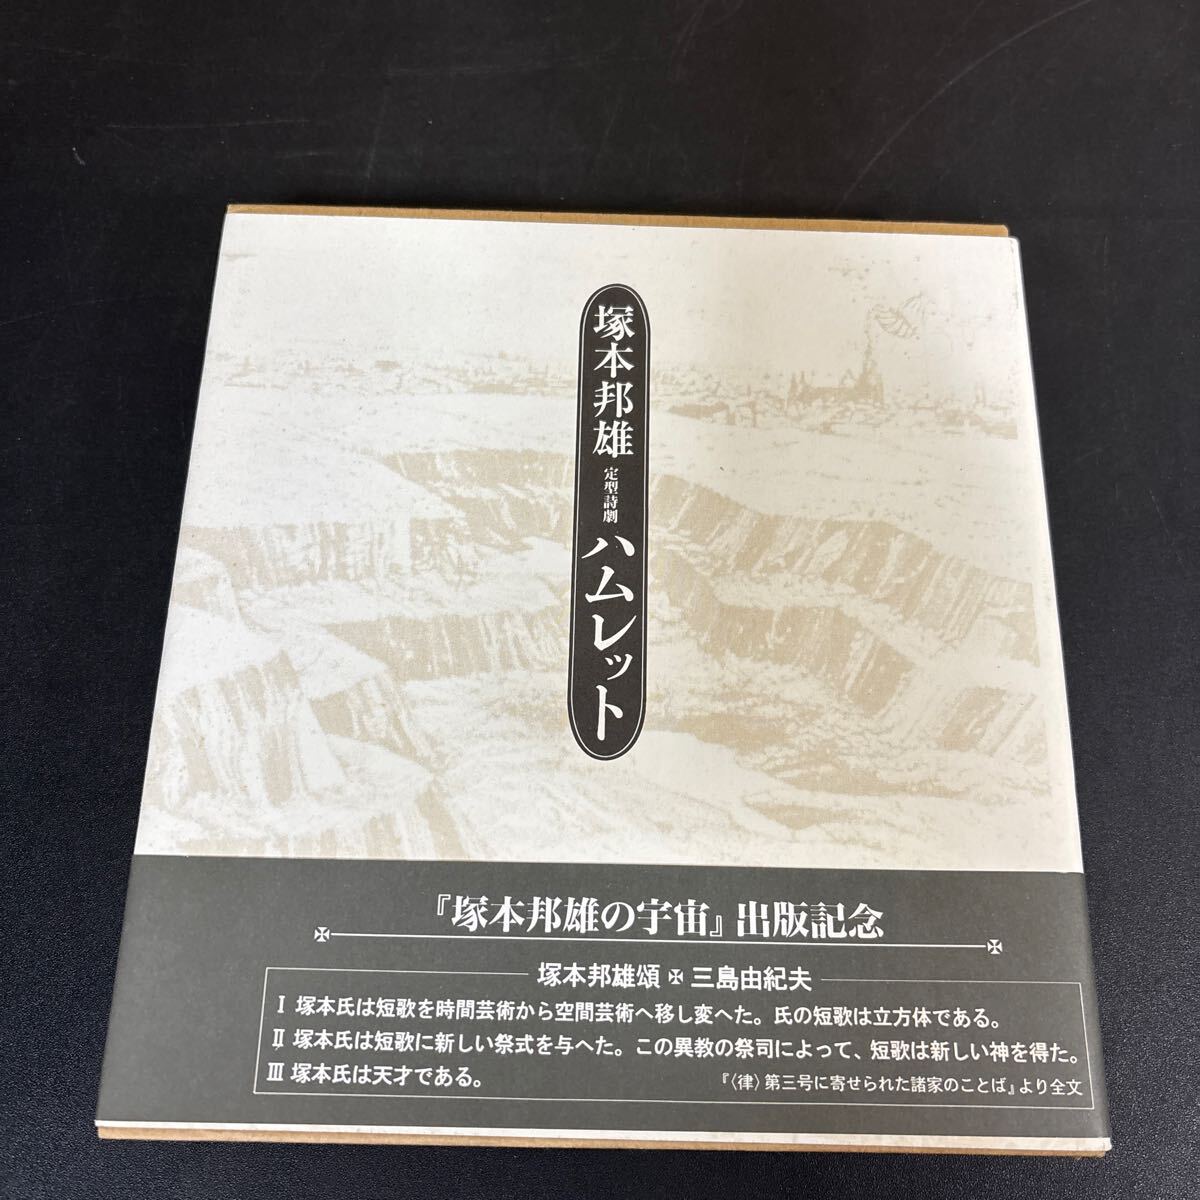 塚本邦雄
定型詩劇
ハムレット
『塚本邦雄の宇宙』出版記念
塚本邦雄頌✠三島由紀夫
Ⅰ 塚本氏は短歌を時間芸術から空間芸術へ移し変へた。氏の短歌は立方体である。
Ⅱ 塚本氏は短歌に新しい祭式を与へた。この異教の祭司によって、短歌は新しい神を得た。
Ⅲ 塚本氏は天才である。
『〈律〉第三号に寄せられた諸家のことば』より全文